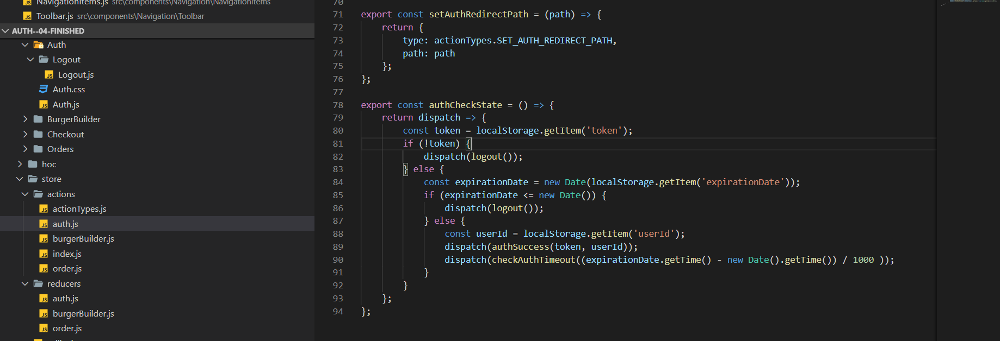 NavigationItems.js src\components\Navigation\NavigationItems
Toolbar.js src\components\Navigation\Toolbar
AUTH--04-FINISHED
Auth
Logout
Logout.js
Auth.css
Auth.js
BurgerBuilder
Checkout
Orders
hoc
store
actions
actionTypes.js
auth.js
burgerBuilder.js
index.js
order.js
reducers
auth.js
burgerBuilder.js
order.js
70
71 export const setAuthRedirectPath = (path) => {
72 return {
73 type: actionTypes.SET_AUTH_REDIRECT_PATH,
74 path: path
75 };
76 };
77
78 export const authCheckState = () => {
79 return dispatch => {
80 const token = localStorage.getItem('token');
81 if (!token) {
82 dispatch(logout());
83 } else {
84 const expirationDate = new Date(localStorage.getItem('expirationDate'));
85 if (expirationDate <= new Date()) {
86 dispatch(logout());
87 } else {
88 const userId = localStorage.getItem('userId');
89 dispatch(authSuccess(token, userId));
90 dispatch(checkAuthTimeout((expirationDate.getTime() - new Date().getTime()) / 1000 ));
91 }
92 }
93 };
94 };